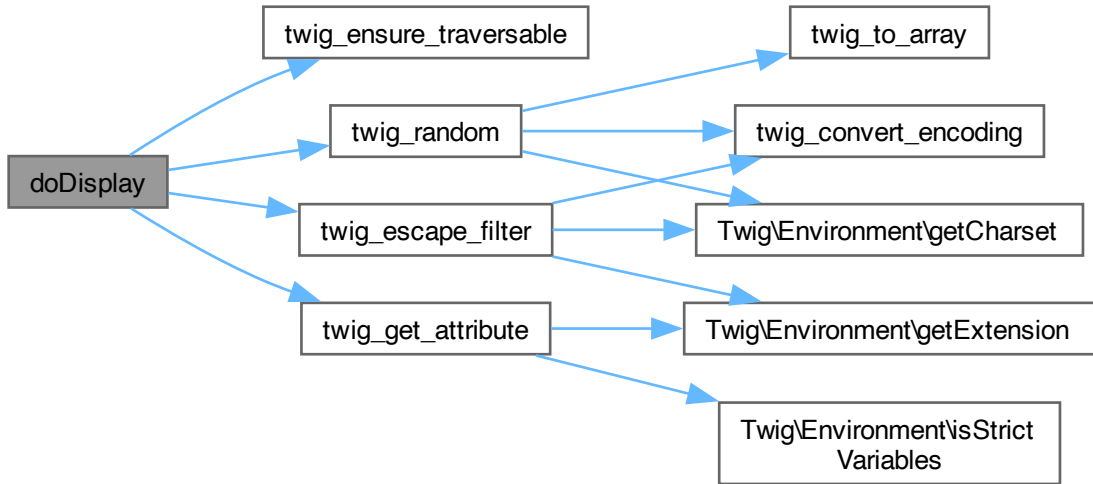 doDisplay
twig_ensure_traversable
twig_random
twig_escape_filter
twig_get_attribute
twig_to_array
twig_convert_encoding
Twig\Environment\getCharset
Twig\Environment\getExtension
Twig\Environment\isStrict
Variables